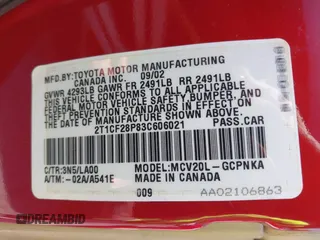 MFD.BY:TOYOTA MOTOR MANUFACTURING
CANADA INC. 09/02
GVWR 4293LB GAWR FR 2491LB RR 2491LB
THIS VEHICLE CONFORMS TO ALL APPLICABLE
FEDERAL MOTOR VEHICLE SAFETY, BUMPER, AND
THEFT PREVENTION STANDARDS IN EFFECT ON THE
DATE OF MANUFACTURE SHOWN ABOVE.
2T1CF28P83C606021 PASS.CAR
C/TR:3N5/LA00 MODEL:MCV20L-GCPNKA
A/TM:-02A/A541E MADE IN CANADA
009 AA02106863
DREAMBID